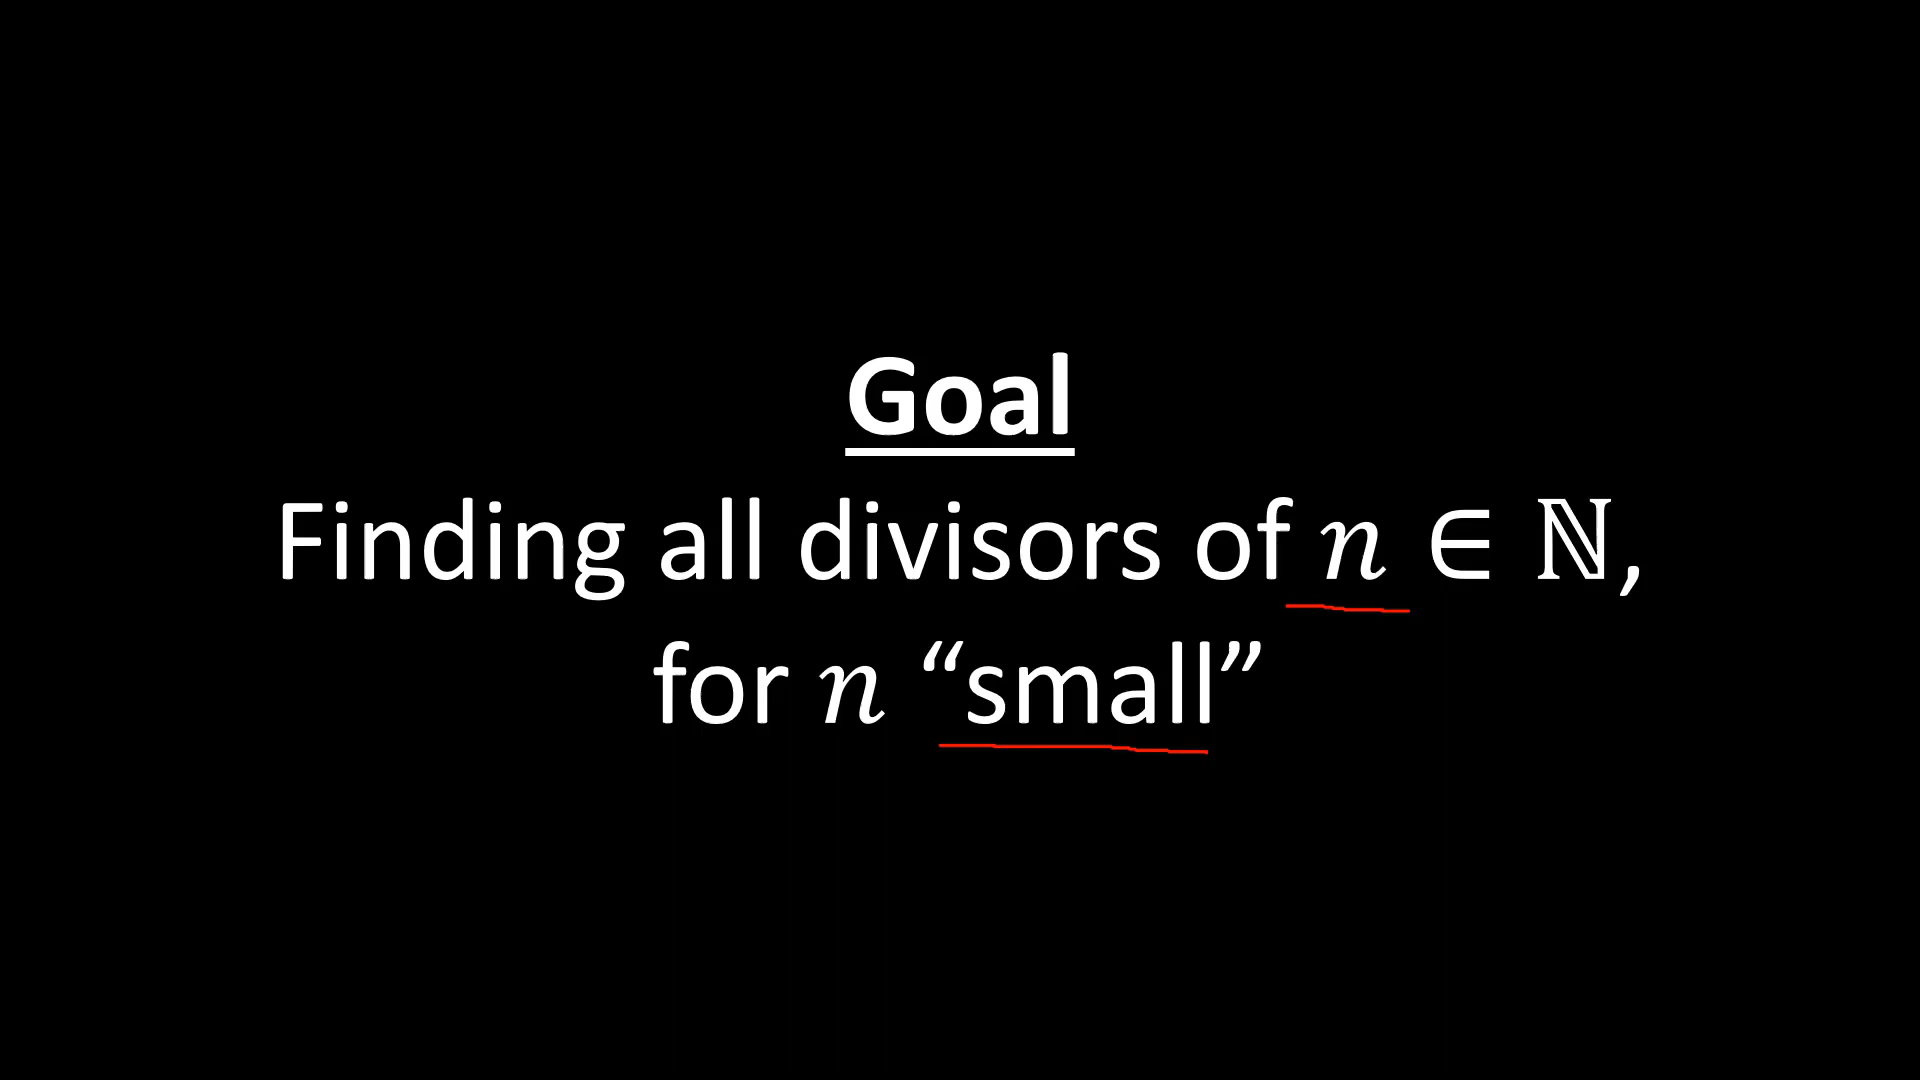 Goal
Finding all divisors of 𝑛 ∈ ℕ,
for 𝑛 “small”